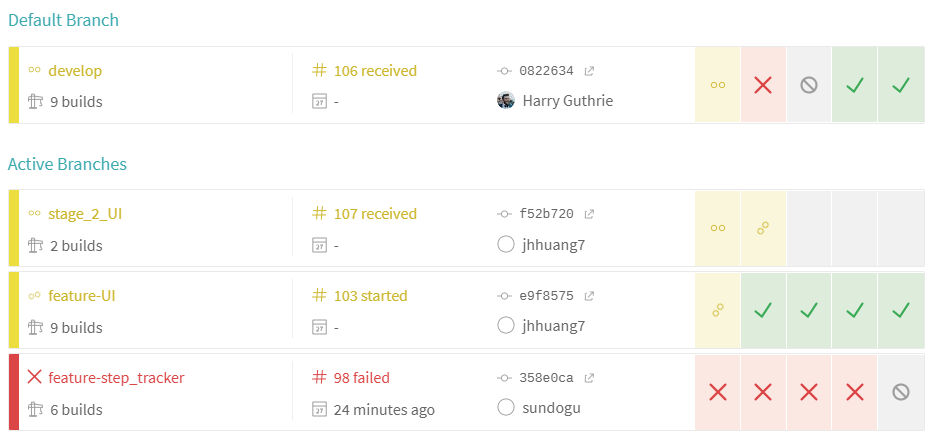 Default Branch
develop # 106 received 0822634
9 builds - Harry Guthrie
Active Branches
stage_2_UI # 107 received f52b720
2 builds - jhhuang7
feature-UI # 103 started e9f8575
9 builds - jhhuang7
feature-step_tracker # 98 failed 358e0ca
6 builds 24 minutes ago sundogu